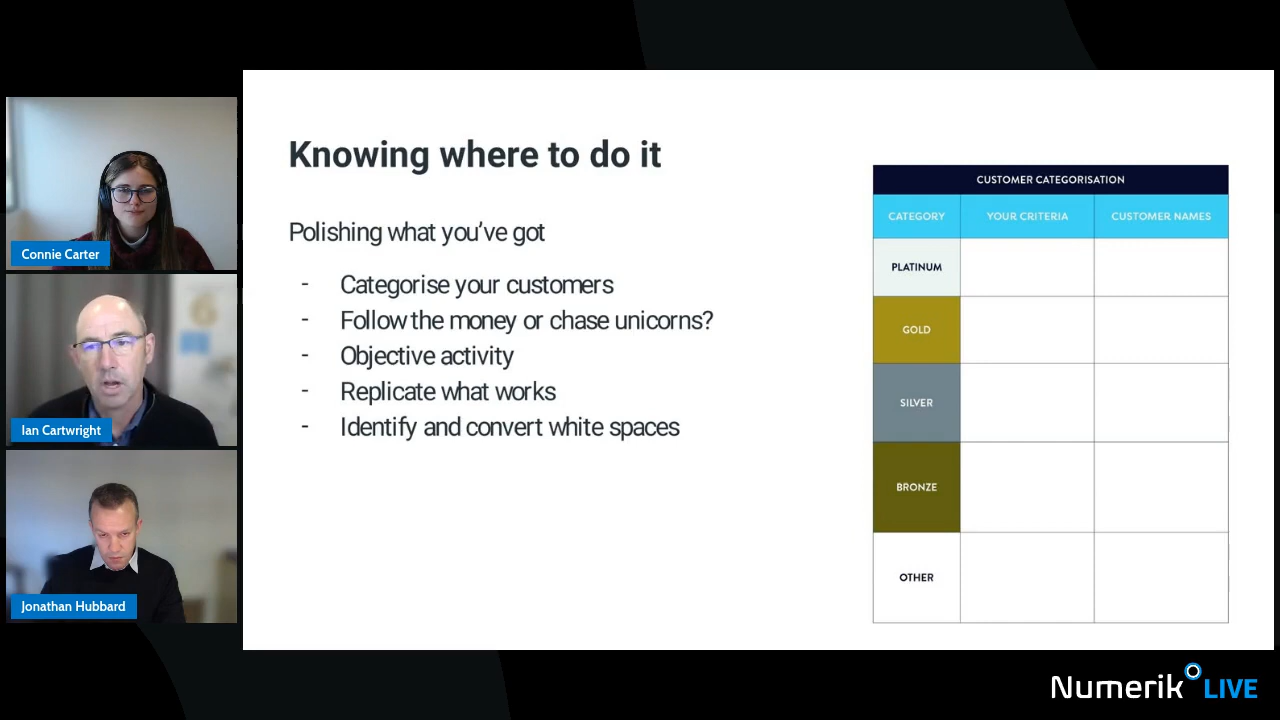 Connie Carter
Ian Cartwright
Jonathan Hubbard
Knowing where to do it
Polishing what you've got
- Categorise your customers
- Follow the money or chase unicorns?
- Objective activity
- Replicate what works
- Identify and convert white spaces
CUSTOMER CATEGORISATION
CATEGORY YOUR CRITERIA CUSTOMER NAMES
PLATINUM
GOLD
SILVER
BRONZE
OTHER
Numerik LIVE